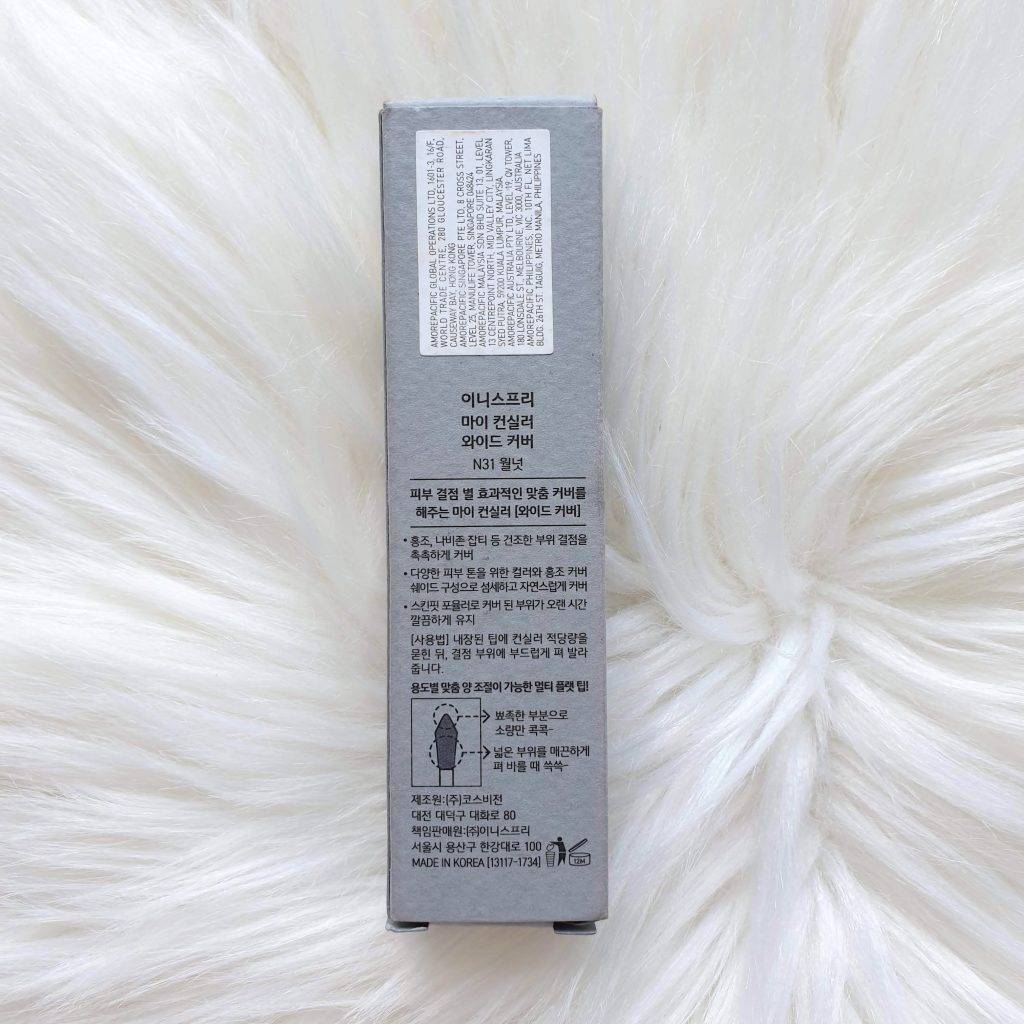 AMOREPACIFIC GLOBAL OPERATIONS LTD, 1601-3, 16/F,
WORLD TRADE CENTRE, 280 GLOUCESTER ROAD,
CAUSEWAY BAY, HONG KONG
AMOREPACIFIC SINGAPORE PTE LTD, 8 CROSS STREET,
LEVEL 25, MANULIFE TOWER, SINGAPORE 048424
AMOREPACIFIC MALAYSIA SDN BHD SUITE 13. 01, LEVEL
13 CENTREPOINT NORTH, MID VALLEY CITY, LINGKARAN
SYED PUTRA, 59200 KUALA LUMPUR, MALAYSIA.
AMOREPACIFIC AUSTRALIA PTY LTD, LEVEL 19, QV TOWER,
180 LONSDALE ST. MELBOURNE, VIC 3000, AUSTRALIA
AMOREPACIFIC PHILIPPINES, INC. 10TH FL. NET LIMA
BLDG. 26TH ST. TAGUIG, METRO MANILA, PHILIPPINES
이니스프리
마이 컨실러
와이드 커버
N31 월넛
피부 결점 별 효과적인 맞춤 커버를
해주는 마이 컨실러 [와이드 커버]
• 홍조, 나비존 잡티 등 건조한 부위 결점을
촉촉하게 커버
• 다양한 피부 톤을 위한 컬러와 홍조 커버
쉐이드 구성으로 섬세하고 자연스럽게 커버
• 스킨핏 포뮬러로 커버 된 부위가 오랜 시간
깔끔하게 유지
[사용법] 내장된 팁에 컨실러 적당량을
묻힌 뒤, 결점 부위에 부드럽게 펴 발라
줍니다.
용도별 맞춤 양 조절이 가능한 멀티 플랫 팁!
뾰족한 부분으로
소량만 콕콕~
넓은 부위를 매끈하게
펴 바를 때 쓱쓱~
제조원:(주)코스비전
대전 대덕구 대화로 80
책임판매원:(주)이니스프리
서울시 용산구 한강대로 100
MADE IN KOREA [13117-1734]
12M